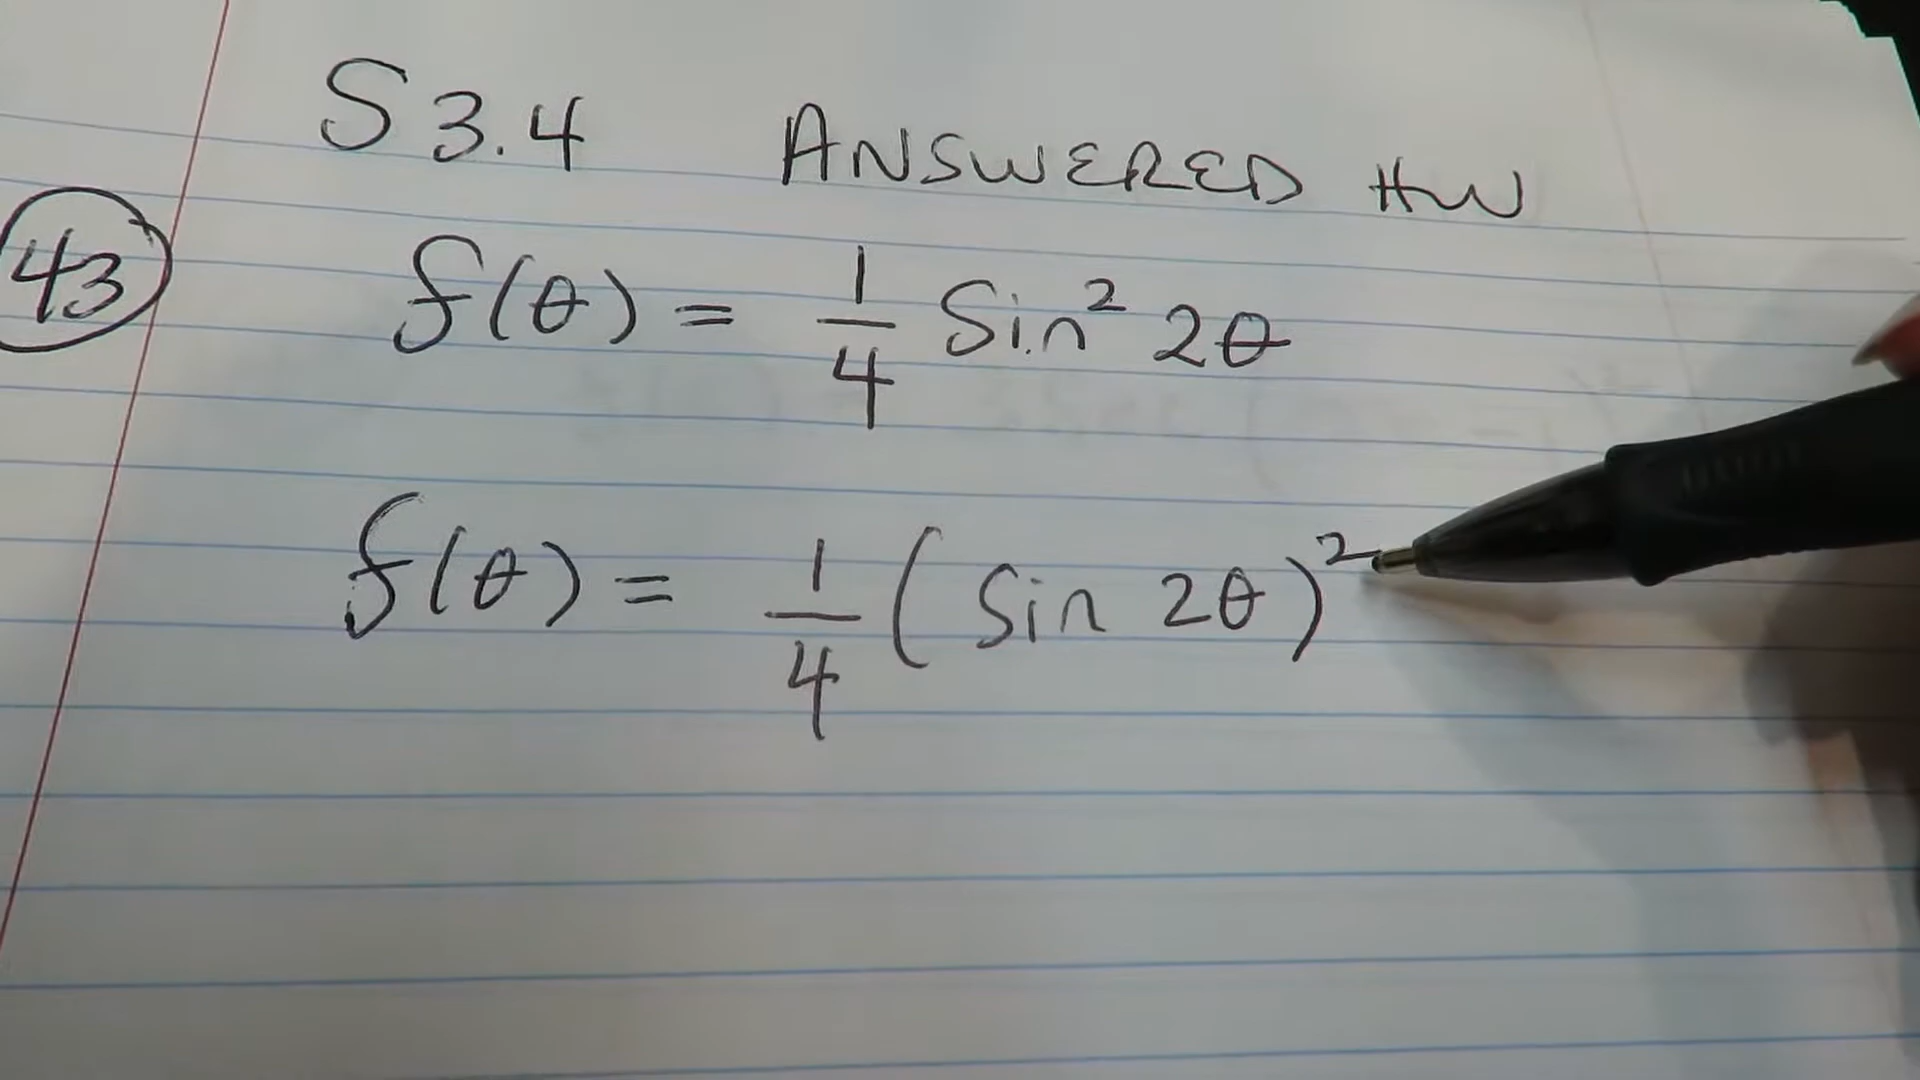 S 3.4 ANSWERED HW
43 f(θ) = 1/4 Sin² 2θ
f(θ) = 1/4 (Sin 2θ)²